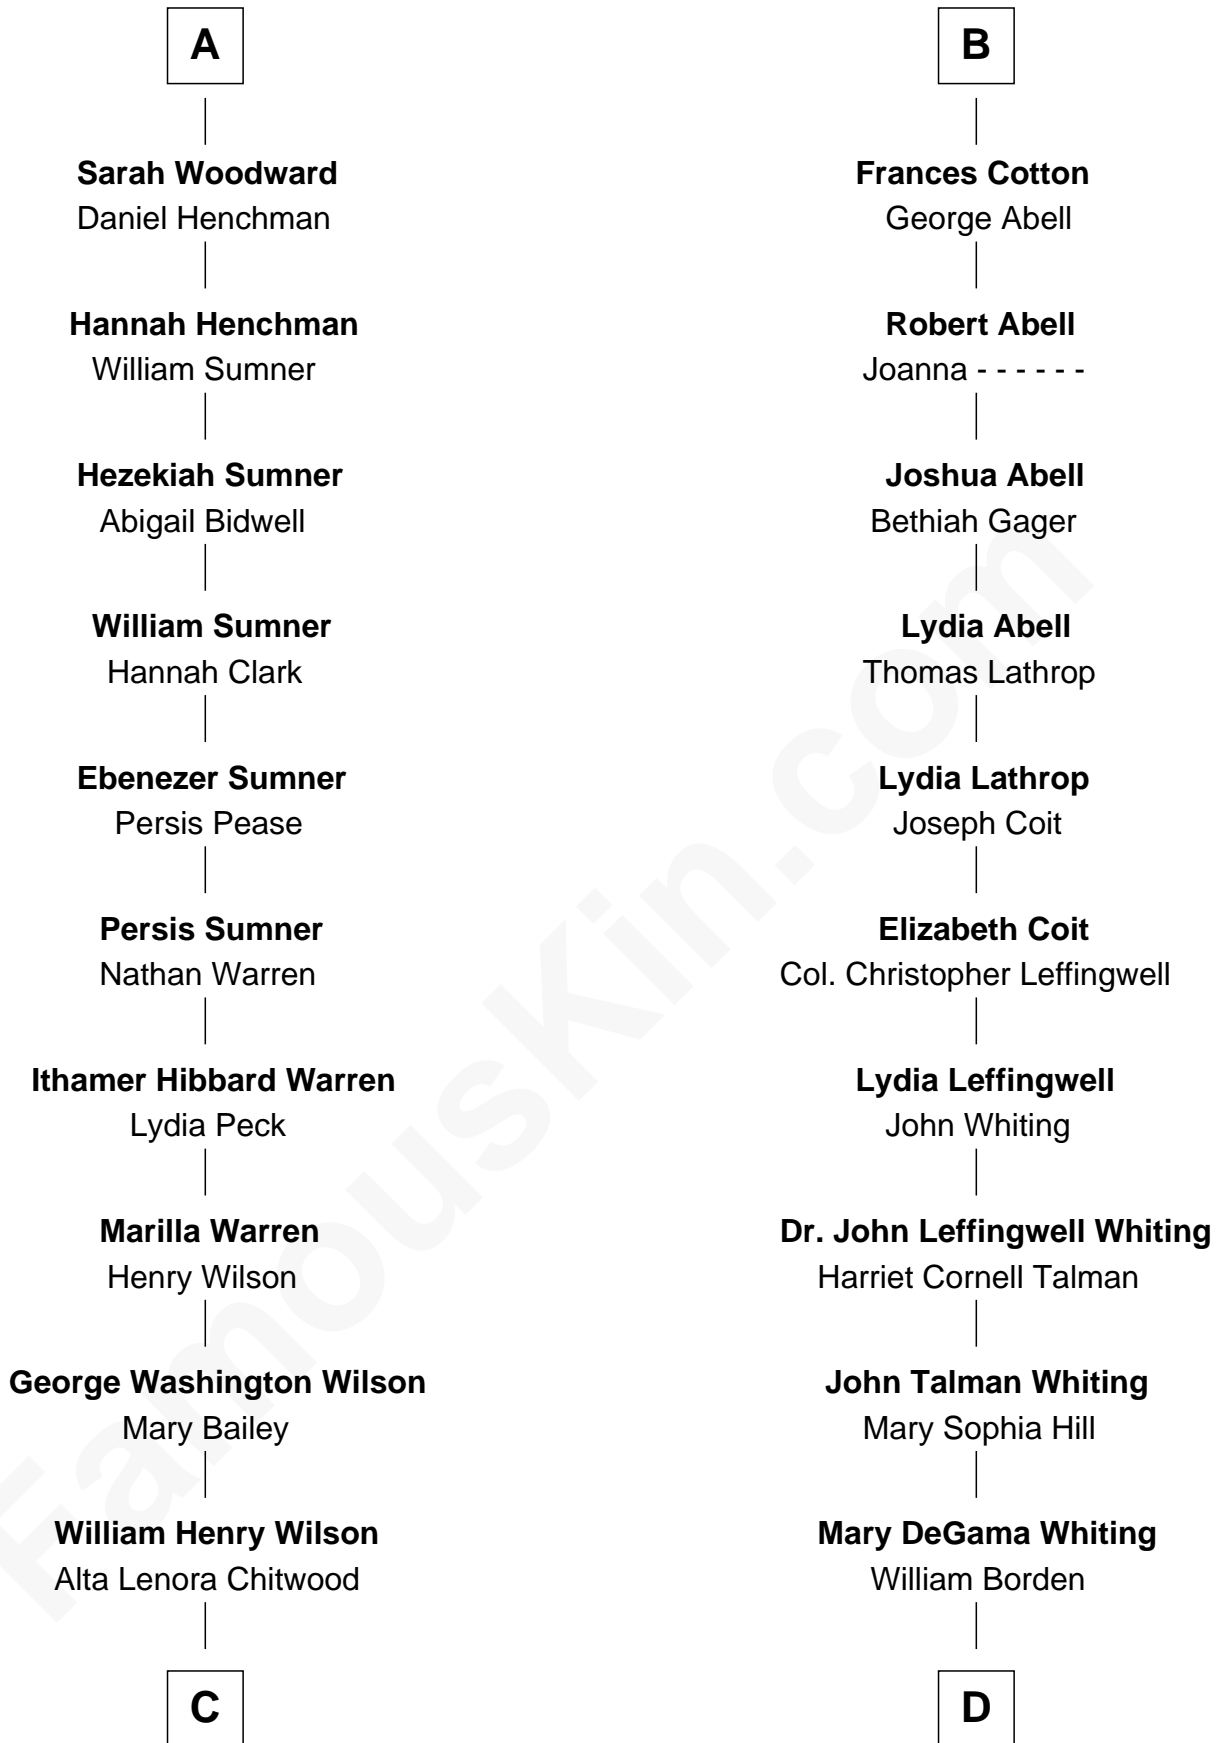 A
Sarah Woodward
Daniel Henchman
Hannah Henchman
William Sumner
Hezekiah Sumner
Abigail Bidwell
William Sumner
Hannah Clark
Ebenezer Sumner
Persis Pease
Persis Sumner
Nathan Warren
Ithamer Hibbard Warren
Lydia Peck
Marilla Warren
Henry Wilson
George Washington Wilson
Mary Bailey
William Henry Wilson
Alta Lenora Chitwood
C
B
Frances Cotton
George Abell
Robert Abell
Joanna - - - - - -
Joshua Abell
Bethiah Gager
Lydia Abell
Thomas Lathrop
Lydia Lathrop
Joseph Coit
Elizabeth Coit
Col. Christopher Leffingwell
Lydia Leffingwell
John Whiting
Dr. John Leffingwell Whiting
Harriet Cornell Talman
John Talman Whiting
Mary Sophia Hill
Mary DeGama Whiting
William Borden
D
FamousKin.com